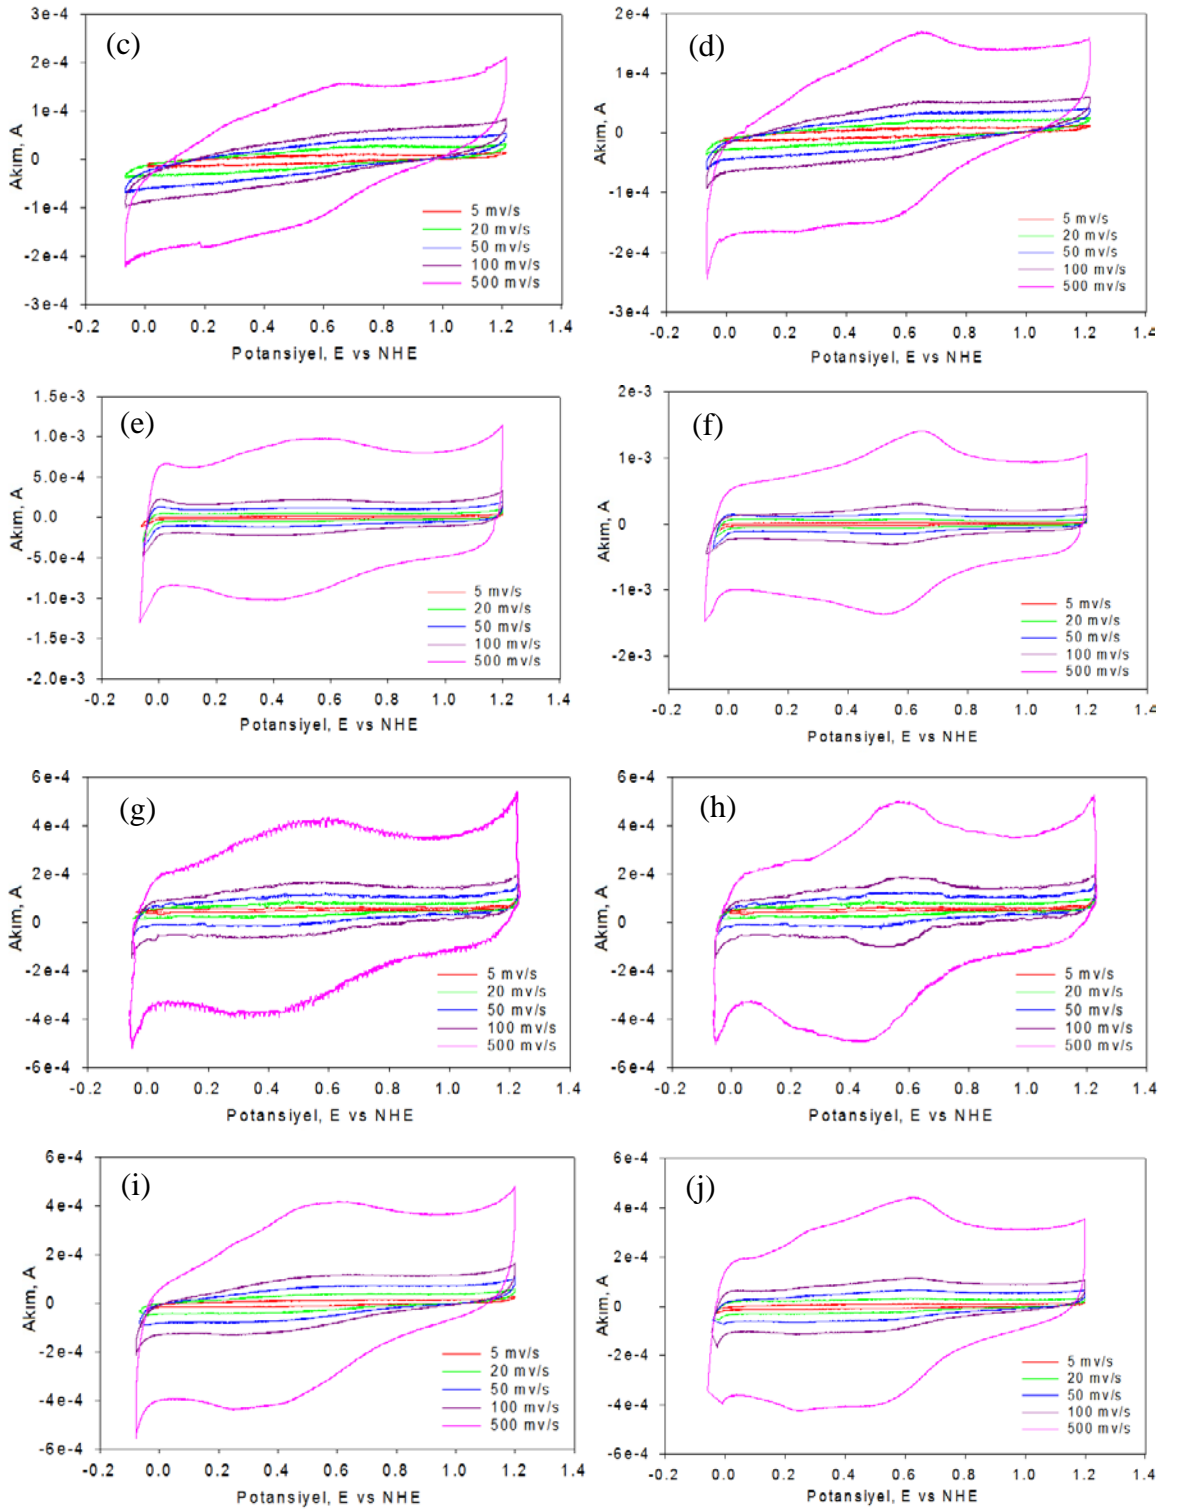 (c)
3e-4
2e-4
1e-4
0
-1e-4
-2e-4
-3e-4
Akım, A
5 mv/s
20 mv/s
50 mv/s
100 mv/s
500 mv/s
-0.2 0.0 0.2 0.4 0.6 0.8 1.0 1.2 1.4
Potansiyel, E vs NHE
(d)
2e-4
1e-4
0
-1e-4
-2e-4
-3e-4
Akım, A
5 mv/s
20 mv/s
50 mv/s
100 mv/s
500 mv/s
-0.2 0.0 0.2 0.4 0.6 0.8 1.0 1.2 1.4
Potansiyel, E vs NHE
(e)
1.5e-3
1.0e-3
5.0e-4
0.0
-5.0e-4
-1.0e-3
-1.5e-3
-2.0e-3
Akım, A
5 mv/s
20 mv/s
50 mv/s
100 mv/s
500 mv/s
-0.2 0.0 0.2 0.4 0.6 0.8 1.0 1.2 1.4
Potansiyel, E vs NHE
(f)
2e-3
1e-3
0
-1e-3
-2e-3
Akım, A
5 mv/s
20 mv/s
50 mv/s
100 mv/s
500 mv/s
-0.2 0.0 0.2 0.4 0.6 0.8 1.0 1.2 1.4
Potansiyel, E vs NHE
(g)
6e-4
4e-4
2e-4
0
-2e-4
-4e-4
-6e-4
Akım, A
5 mv/s
20 mv/s
50 mv/s
100 mv/s
500 mv/s
-0.2 0.0 0.2 0.4 0.6 0.8 1.0 1.2 1.4
Potansiyel, E vs NHE
(h)
6e-4
4e-4
2e-4
0
-2e-4
-4e-4
-6e-4
Akım, A
5 mv/s
20 mv/s
50 mv/s
100 mv/s
500 mv/s
-0.2 0.0 0.2 0.4 0.6 0.8 1.0 1.2 1.4
Potansiyel, E vs NHE
(i)
6e-4
4e-4
2e-4
0
-2e-4
-4e-4
-6e-4
Akım, A
5 mv/s
20 mv/s
50 mv/s
100 mv/s
500 mv/s
-0.2 0.0 0.2 0.4 0.6 0.8 1.0 1.2 1.4
Potansiyel, E vs NHE
(j)
6e-4
4e-4
2e-4
0
-2e-4
-4e-4
-6e-4
Akım, A
5 mv/s
20 mv/s
50 mv/s
100 mv/s
500 mv/s
-0.2 0.0 0.2 0.4 0.6 0.8 1.0 1.2 1.4
Potansiyel, E vs NHE